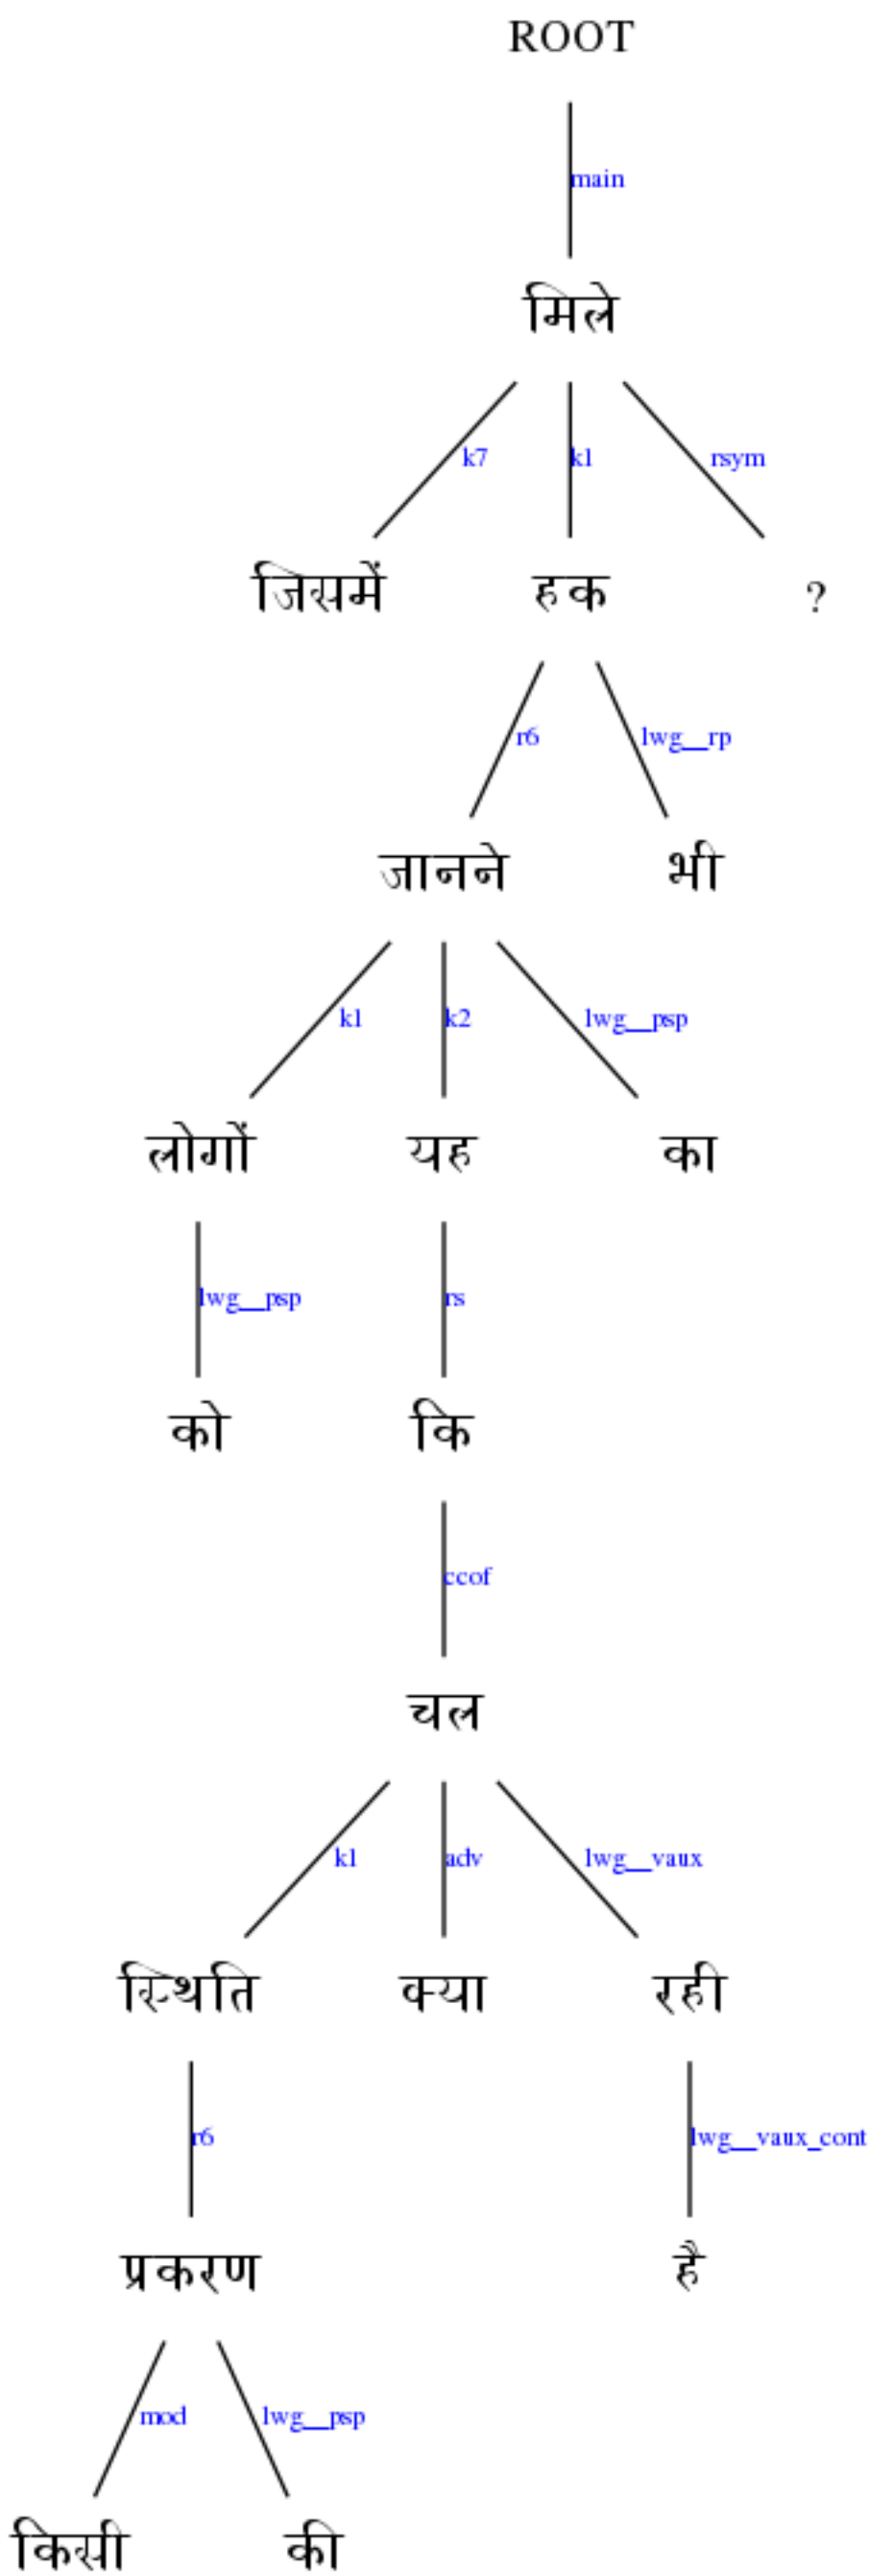 ROOT
main
मिले
k7 k1 rsym
जिसमें हक ?
r6 lwg__rp
जानने भी
k1 k2 lwg__psp
लोगों यह का
lwg__psp rs
को कि
ccof
चल
k1 adv lwg__vaux
स्थिति क्या रही
r6 lwg__vaux_cont
प्रकरण है
mod lwg__psp
किसी की